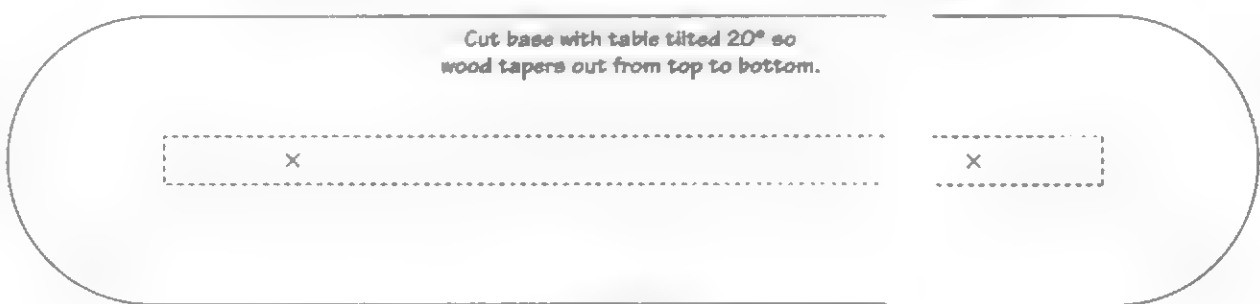 Cut base with table tilted 20° so
wood tapers out from top to bottom.